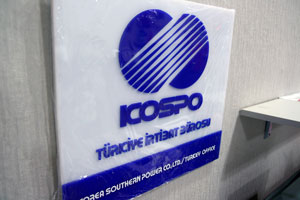 KOSPO
TÜRKİYE İRTİBAT BÜROSU
KOREA SOUTHERN POWER CO.,LTD./TURKEY OFFICE